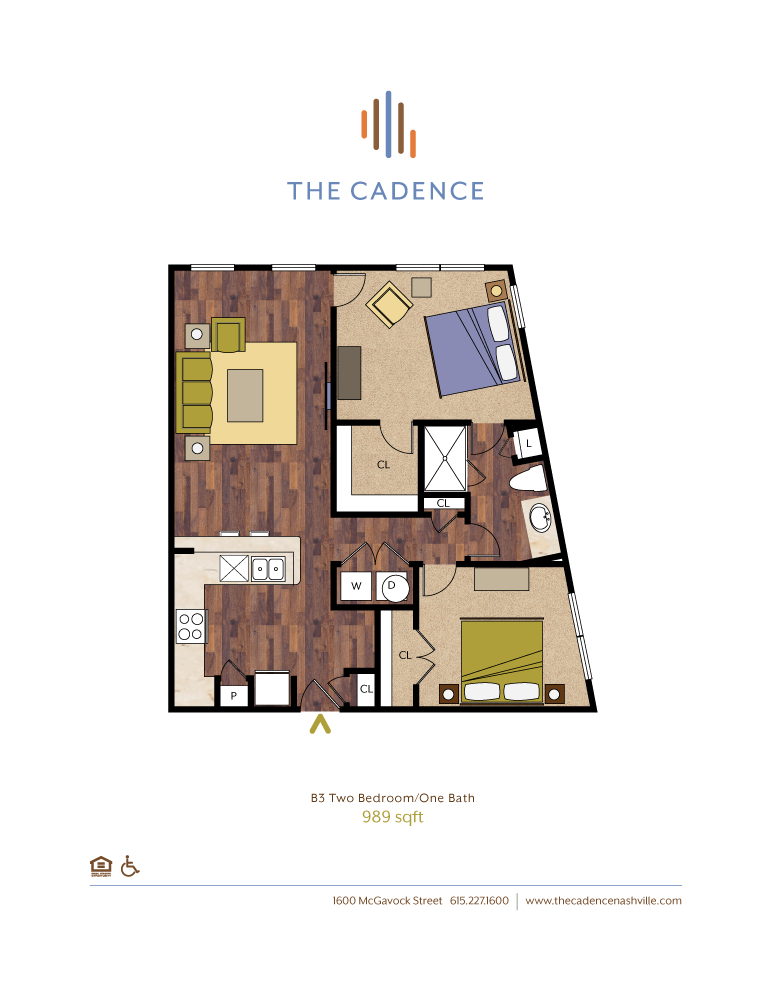 THE CADENCE
L
CL
CL
W
D
CL
CL
P
B3 Two Bedroom/One Bath
989 sqft
1600 McGavock Street 615.227.1600 | www.thecadencenashville.com